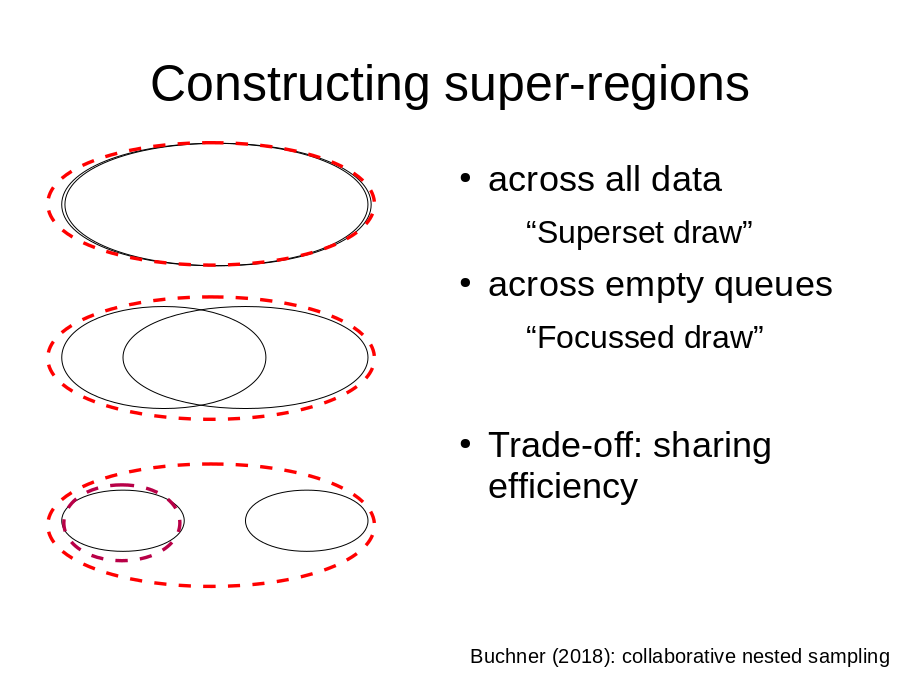 Constructing super-regions
• across all data
“Superset draw”
• across empty queues
“Focussed draw”
• Trade-off: sharing
efficiency
Buchner (2018): collaborative nested sampling